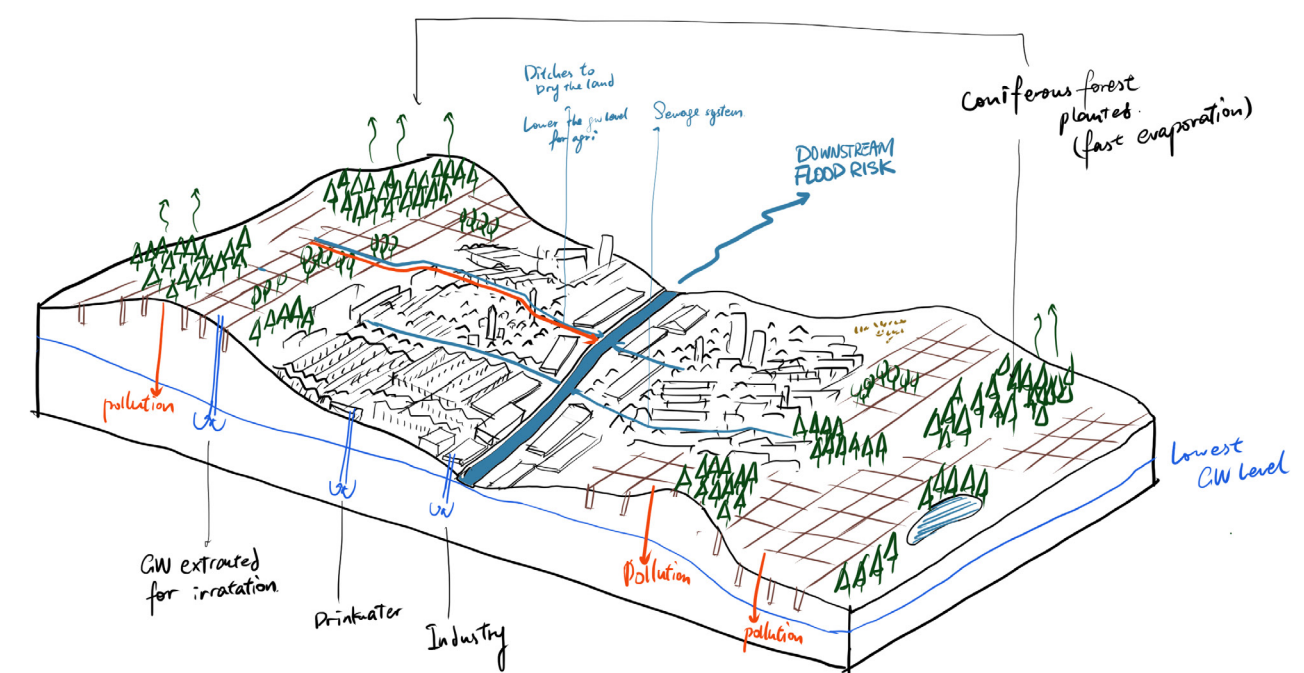 Ditches to
Dry the land
Lower the gw level
for agri
Sewage system
DOWNSTREAM
FLOOD RISK
Coniferous forest
planted.
(fast evaporation)
pollution
Lowest
GW Level
GW extracted
for irratation.
Drinkwater
Industry
Pollution
pollution